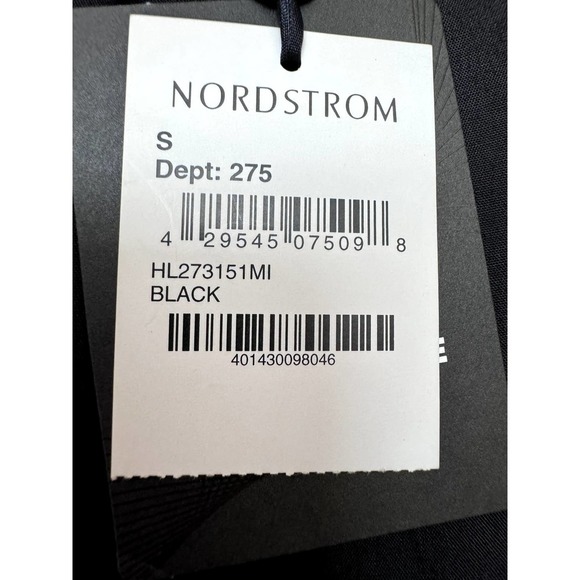 NORDSTROM
S
Dept: 275
4 29545 07509 8
HL273151MI
BLACK
401430098046
E